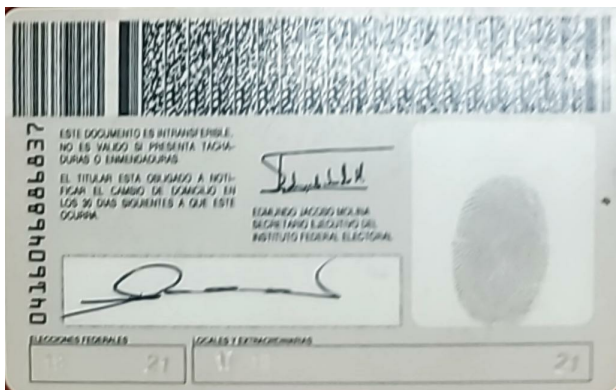 0416046886837
ESTE DOCUMENTO ES INTRANSFERIBLE.
NO ES VALIDO SI PRESENTA TACHA-
DURAS O ENMENDADURAS.
EL TITULAR ESTA OBLIGADO A NOTI-
FICAR EL CAMBIO DE DOMICILIO EN
LOS 30 DIAS SIGUIENTES A QUE ESTE
OCURRA.
EDMUNDO JACOBO MOLINA
SECRETARIO EJECUTIVO DEL
INSTITUTO FEDERAL ELECTORAL
ELECCIONES FEDERALES
LOCALES Y EXTRAORDINARIAS
21
21